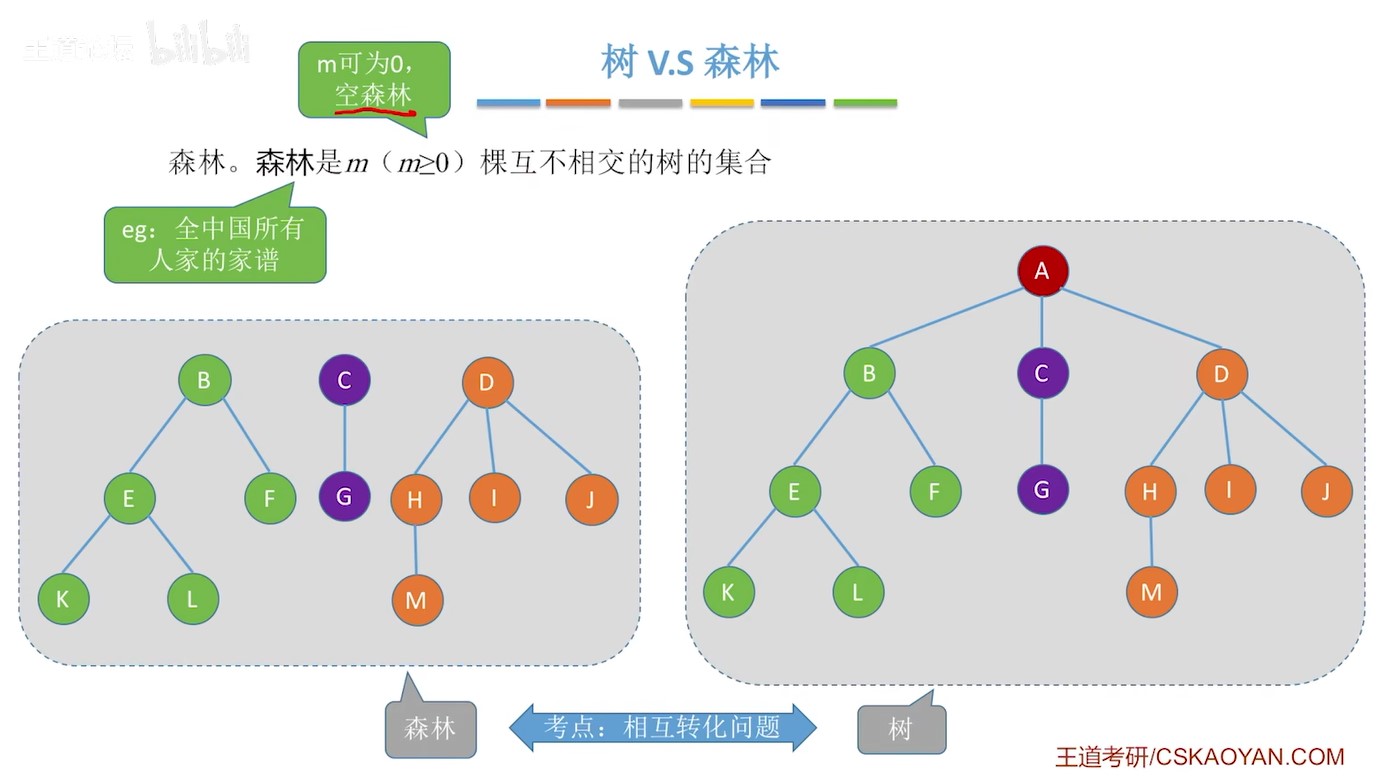 王道论坛 bilibili
树 V.S 森林
m可为0，
空森林
森林。森林是m（m≥0）棵互不相交的树的集合
eg：全中国所有
人家的家谱
B C D
E F G H I J
K L M
A
B C D
E F G H I J
K L M
森林
考点：相互转化问题
树
王道考研/CSKAOYAN.COM